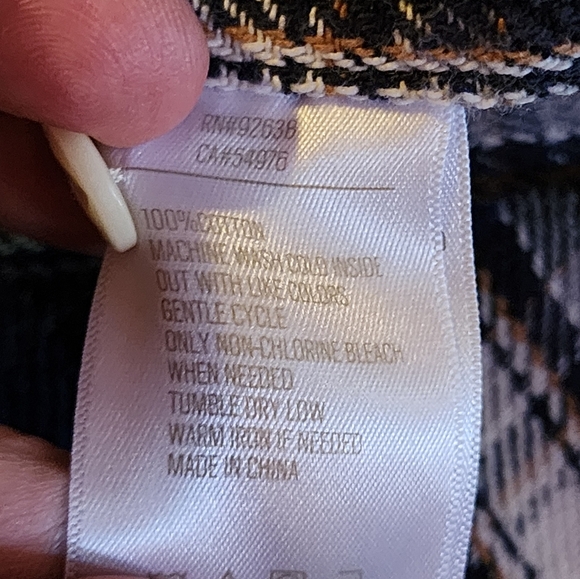 RN#92638
CA#54976
100%COTTON
MACHINE WASH COLD INSIDE
OUT WITH LIKE COLORS
GENTLE CYCLE
ONLY NON-CHLORINE BLEACH
WHEN NEEDED
TUMBLE DRY LOW
WARM IRON IF NEEDED
MADE IN CHINA